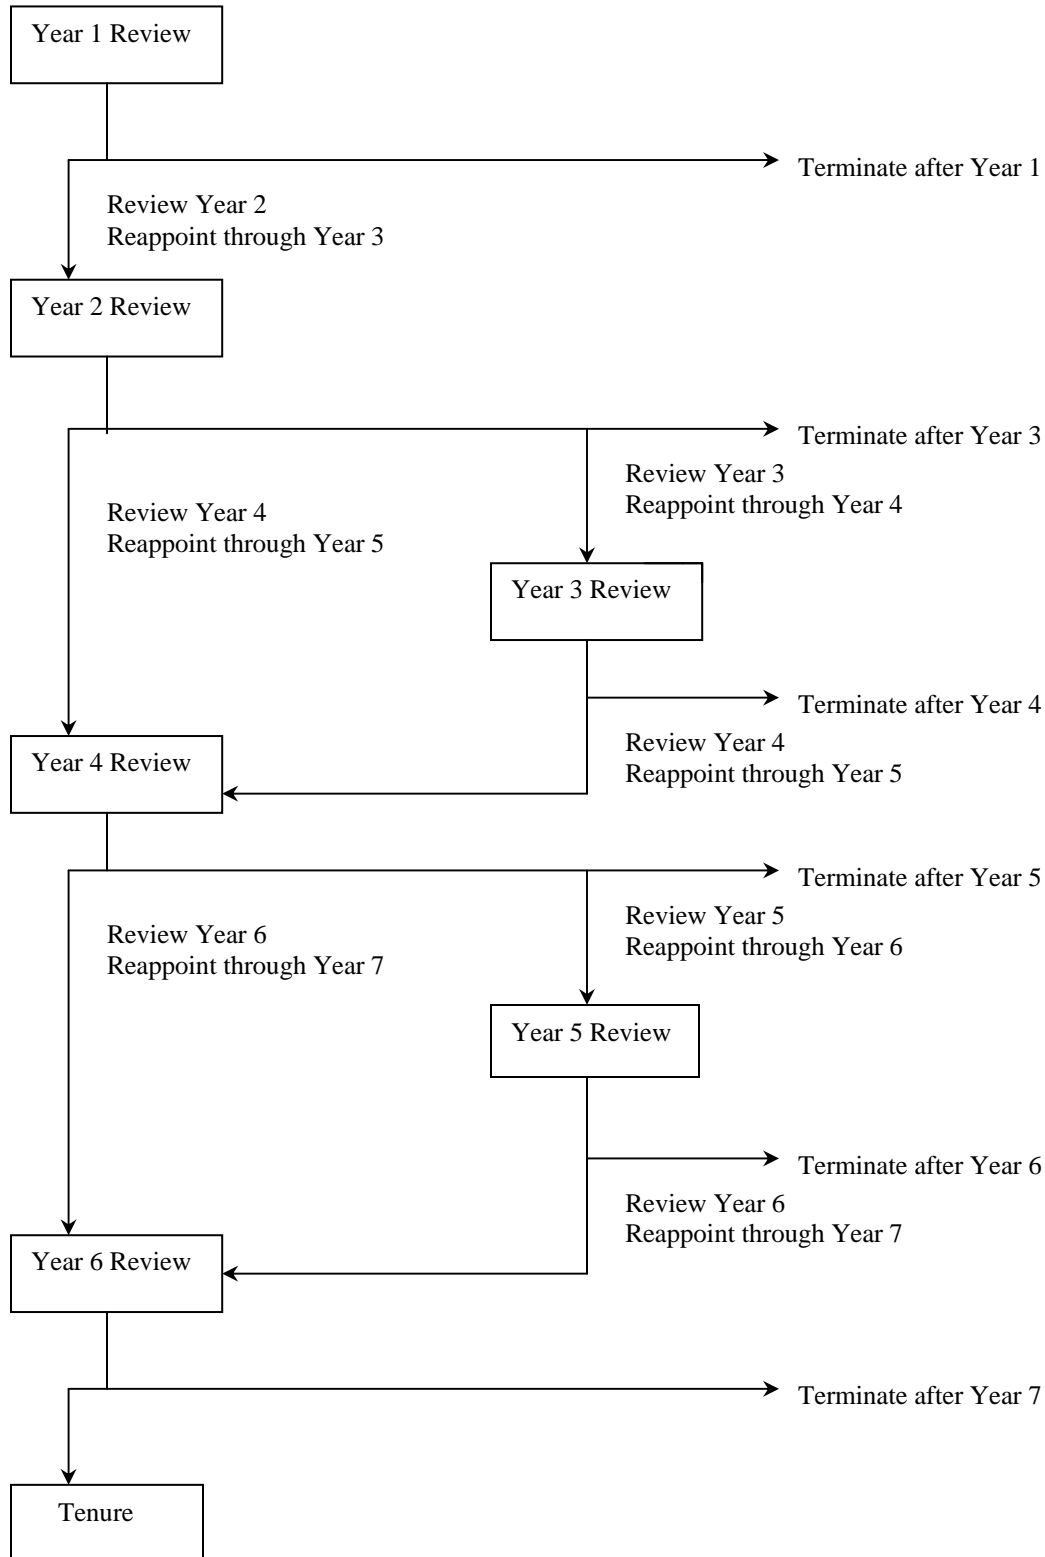 Year 1 Review
Terminate after Year 1
Review Year 2
Reappoint through Year 3
Year 2 Review
Terminate after Year 3
Review Year 3
Reappoint through Year 4
Review Year 4
Reappoint through Year 5
Year 3 Review
Terminate after Year 4
Review Year 4
Reappoint through Year 5
Year 4 Review
Terminate after Year 5
Review Year 5
Reappoint through Year 6
Review Year 6
Reappoint through Year 7
Year 5 Review
Terminate after Year 6
Review Year 6
Reappoint through Year 7
Year 6 Review
Terminate after Year 7
Tenure